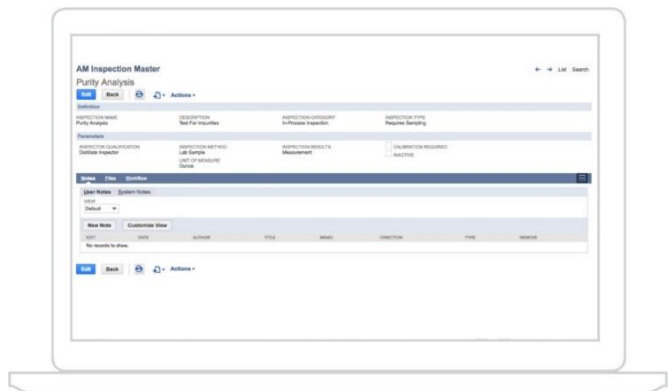 AM Inspection Master
← → List Search
Purity Analysis
Edit Back Actions
Definition
INSPECTION NAME DESCRIPTION INSPECTION CATEGORY INSPECTION TYPE
Purity Analysis Test For Impurities In-Process Inspection Requires Sampling
Parameters
INSPECTOR QUALIFICATION INSPECTION METHOD INSPECTION RESULTS CALIBRATION REQUIRED
Distillate Inspector Lab Sample Measurement INACTIVE
UNIT OF MEASURE
Ounce
Notes Files Workflow
User Notes System Notes
VIEW
Default
New Note Customize View
EDIT DATE AUTHOR TITLE MEMO DIRECTION TYPE REMOVE
No records to show.
Edit Back Actions